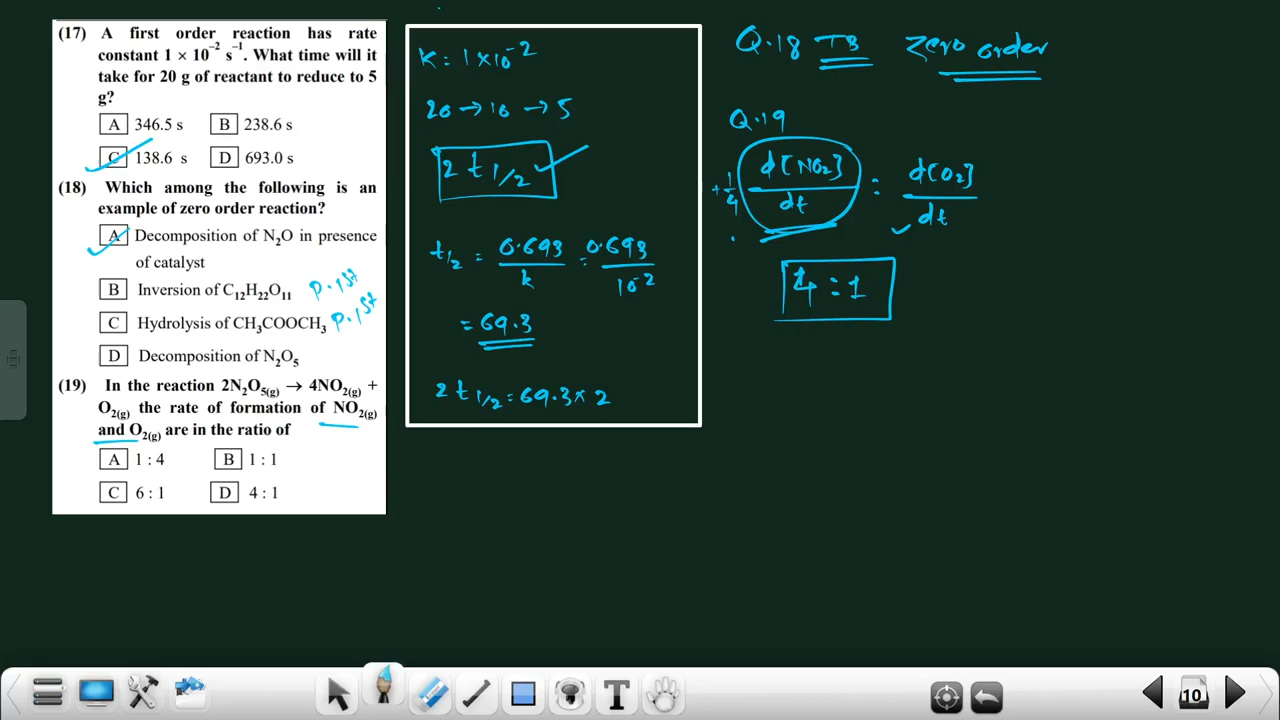 (17) A first order reaction has rate
constant 1 × 10⁻² s⁻¹. What time will it
take for 20 g of reactant to reduce to 5
g?
A 346.5 s B 238.6 s
C 138.6 s D 693.0 s
(18) Which among the following is an
example of zero order reaction?
A Decomposition of N₂O in presence
of catalyst
B Inversion of C₁₂H₂₂O₁₁ P.1st
C Hydrolysis of CH₃COOCH₃ P.1st
D Decomposition of N₂O₅
(19) In the reaction 2N₂O₅(g) → 4NO₂(g) +
O₂(g) the rate of formation of NO₂(g)
and O₂(g) are in the ratio of
A 1 : 4 B 1 : 1
C 6 : 1 D 4 : 1
k = 1×10⁻²
20 → 10 → 5
2 t 1/2
t1/2 = 0.693/k = 0.693/10⁻²
= 69.3
2 t 1/2 = 69.3 × 2
Q.18 TB zero order
Q.19
+1/4 d[NO₂]/dt = d[O₂]/dt
4 : 1
T
10